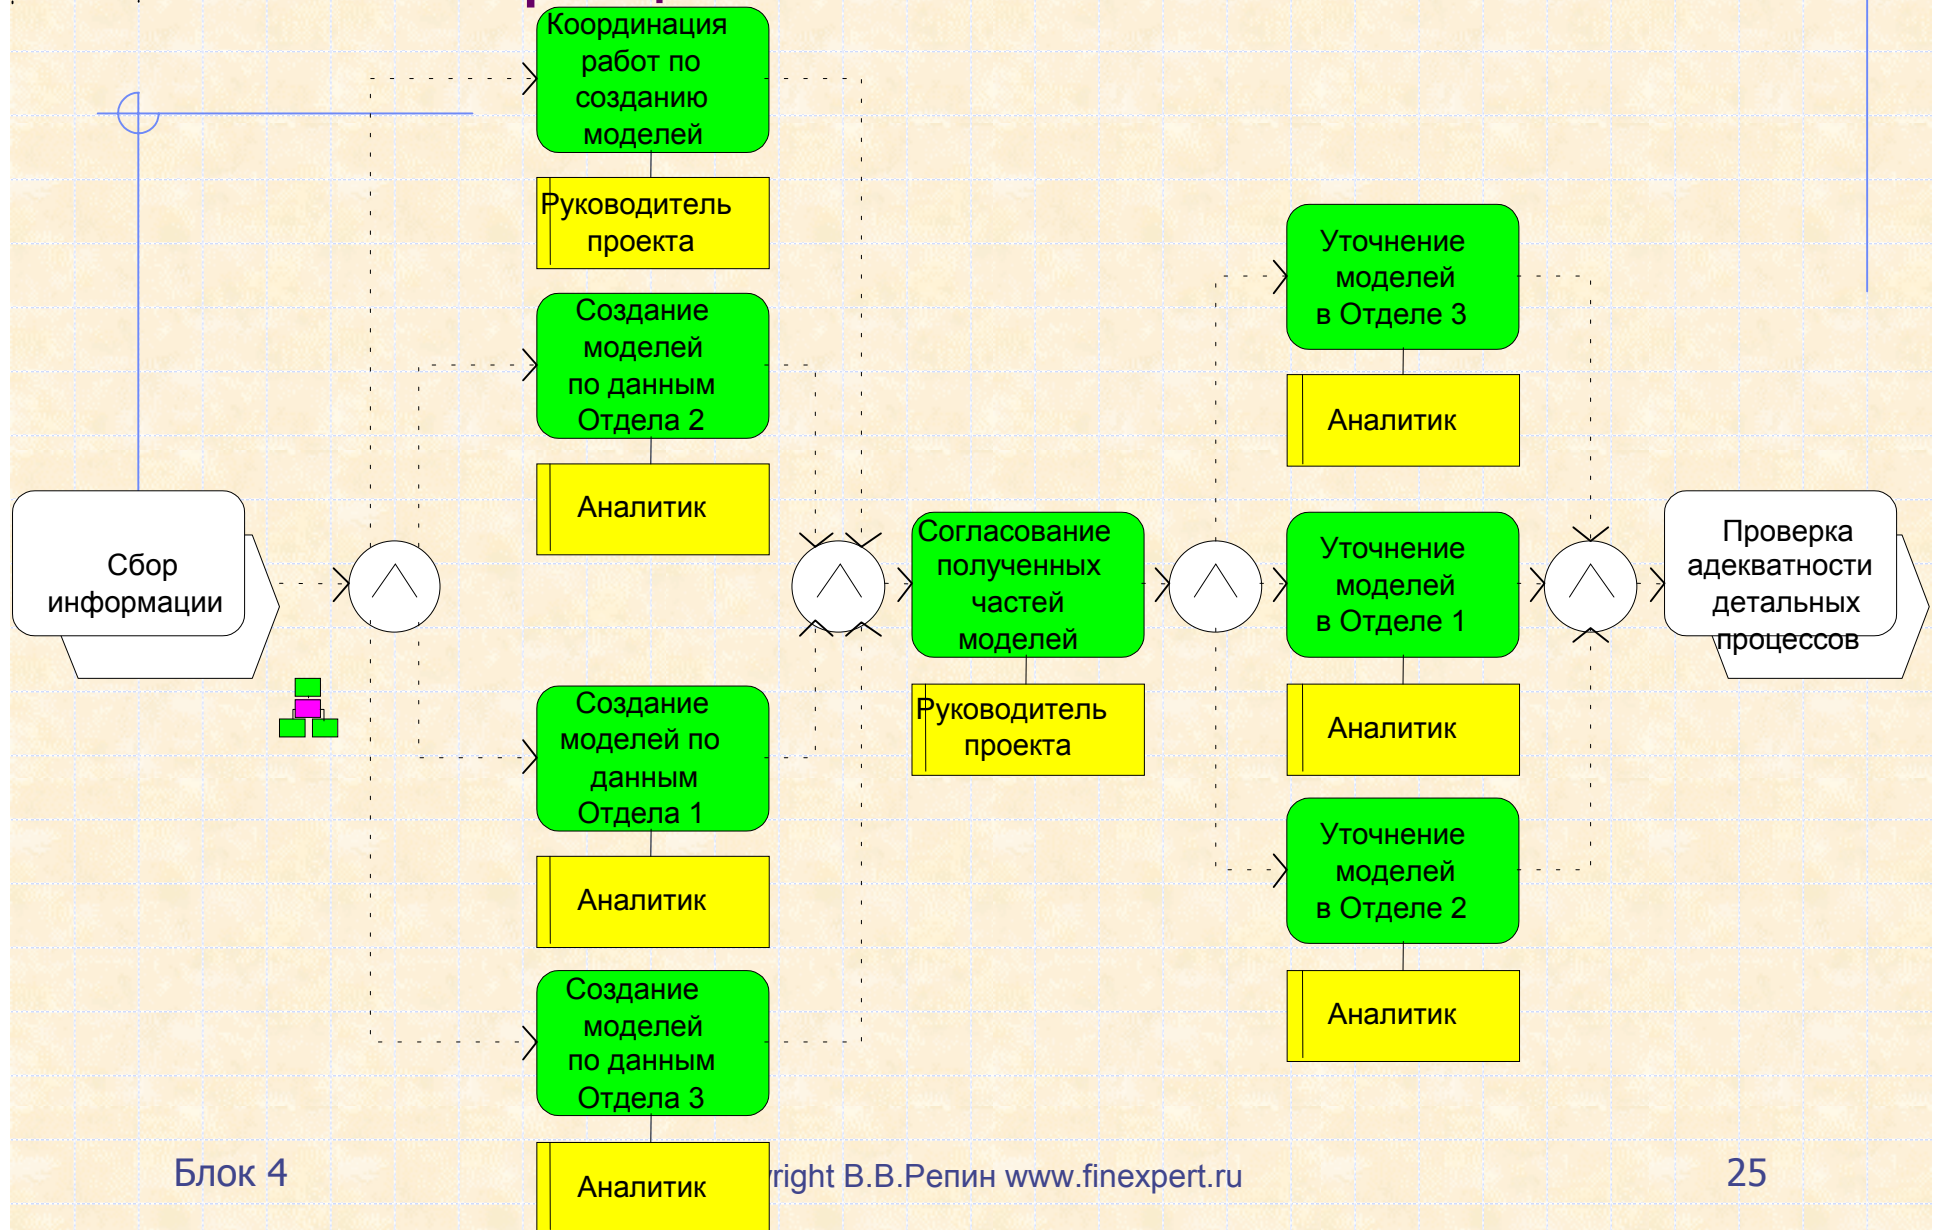 Координация
работ по
созданию
моделей
Руководитель
проекта
Создание
моделей
по данным
Отдела 2
Аналитик
Сбор
информации
Создание
моделей по
данным
Отдела 1
Аналитик
Создание
моделей
по данным
Отдела 3
Аналитик
Согласование
полученных
частей
моделей
Руководитель
проекта
Уточнение
моделей
в Отделе 3
Аналитик
Уточнение
моделей
в Отделе 1
Аналитик
Уточнение
моделей
в Отделе 2
Аналитик
Проверка
адекватности
детальных
процессов
Блок 4
right В.В.Репин www.finexpert.ru
25